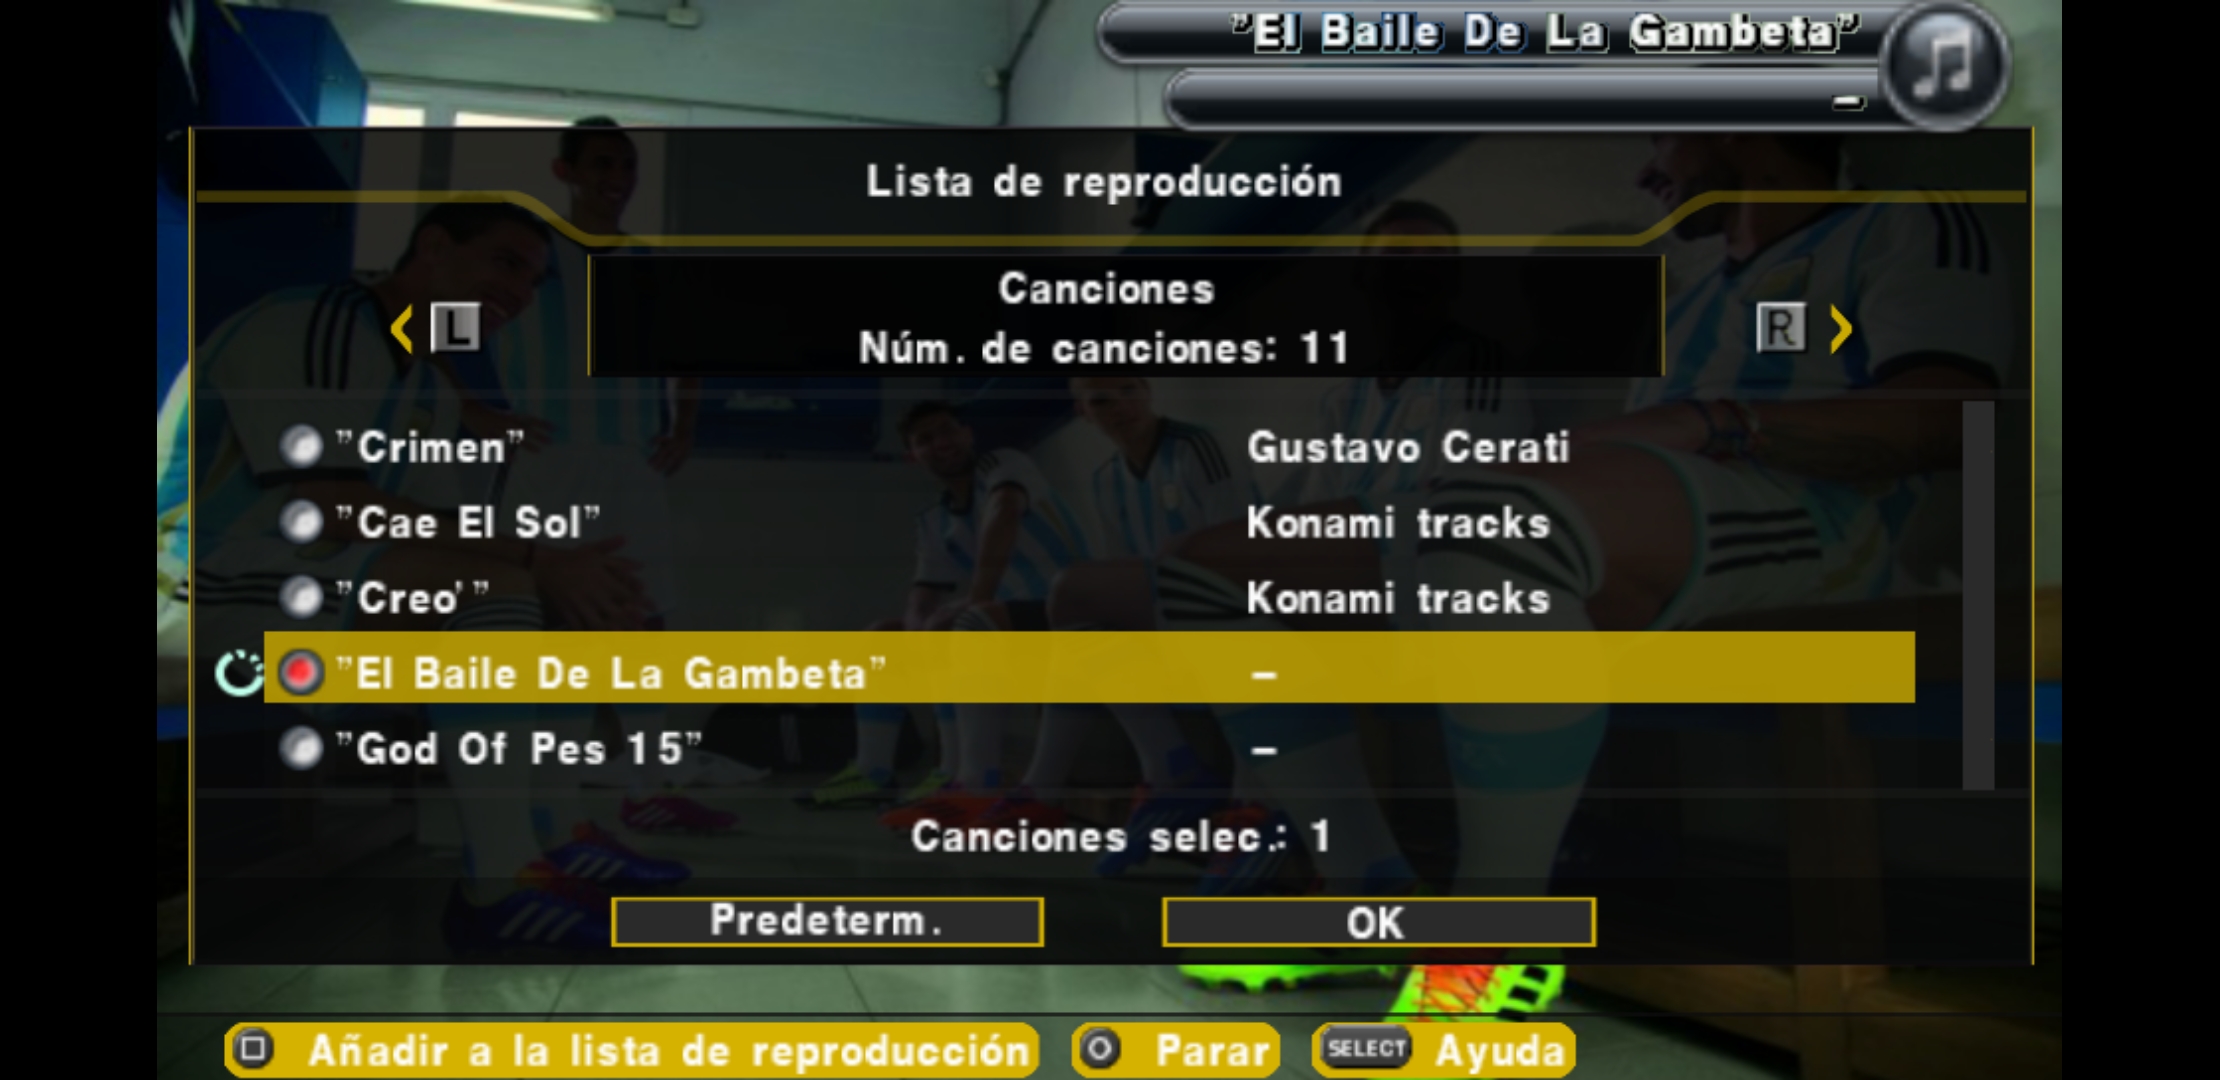 "El Baile De La Gambeta"
–
Lista de reproducción
Canciones
L
R
Núm. de canciones: 11
"Crimen" Gustavo Cerati
"Cae El Sol" Konami tracks
"Creo' " Konami tracks
"El Baile De La Gambeta" –
"God Of Pes 15" –
Canciones selec.: 1
Predeterm. OK
Añadir a la lista de reproducción Parar SELECT Ayuda